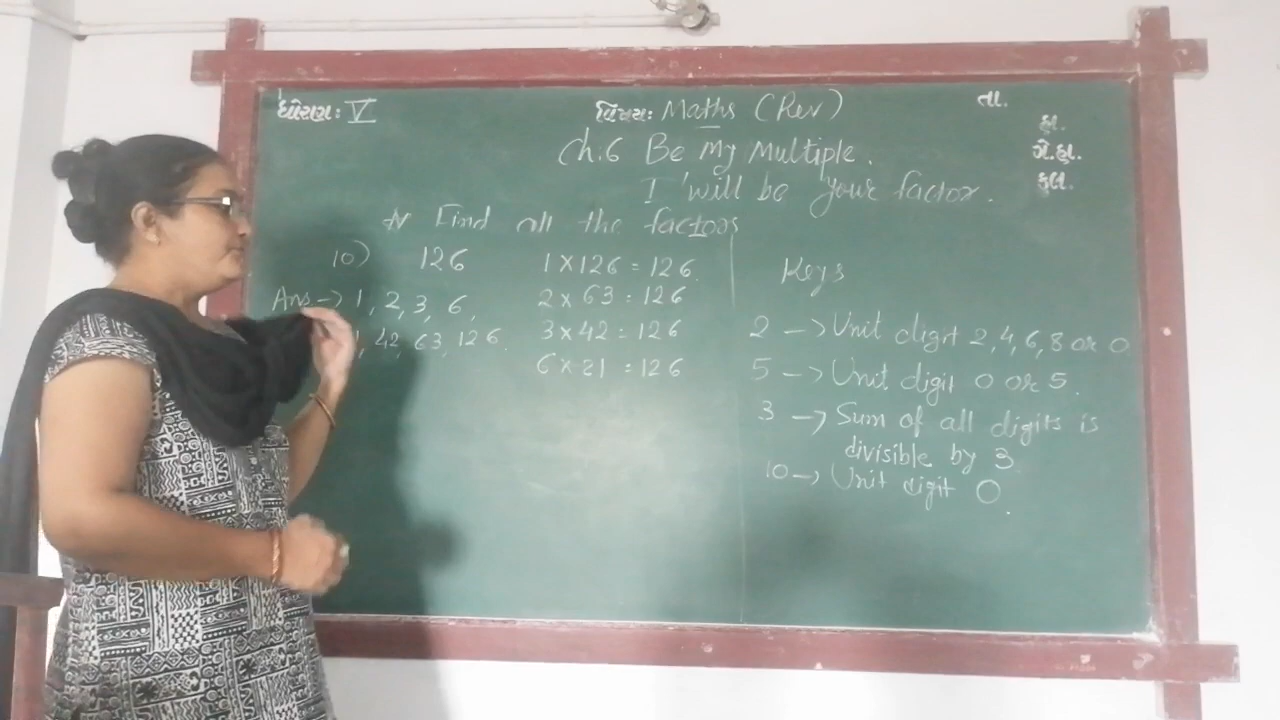 ધોરણ: V
વિષય: Maths (Rev)
તા.
હા.
ગે.હા.
કુલ.
Ch.6 Be My Multiple.
I 'will be your factor.
Find all the factors
10) 126
Ans → 1, 2, 3, 6,
42, 63, 126.
1 X 126 = 126.
2 x 63 = 126
3 x 42 = 126
6 x 21 = 126
Keys
2 → Unit digit 2, 4, 6, 8 or 0
5 → Unit digit 0 or 5.
3 → Sum of all digits is
divisible by 3
10 → Unit digit 0.